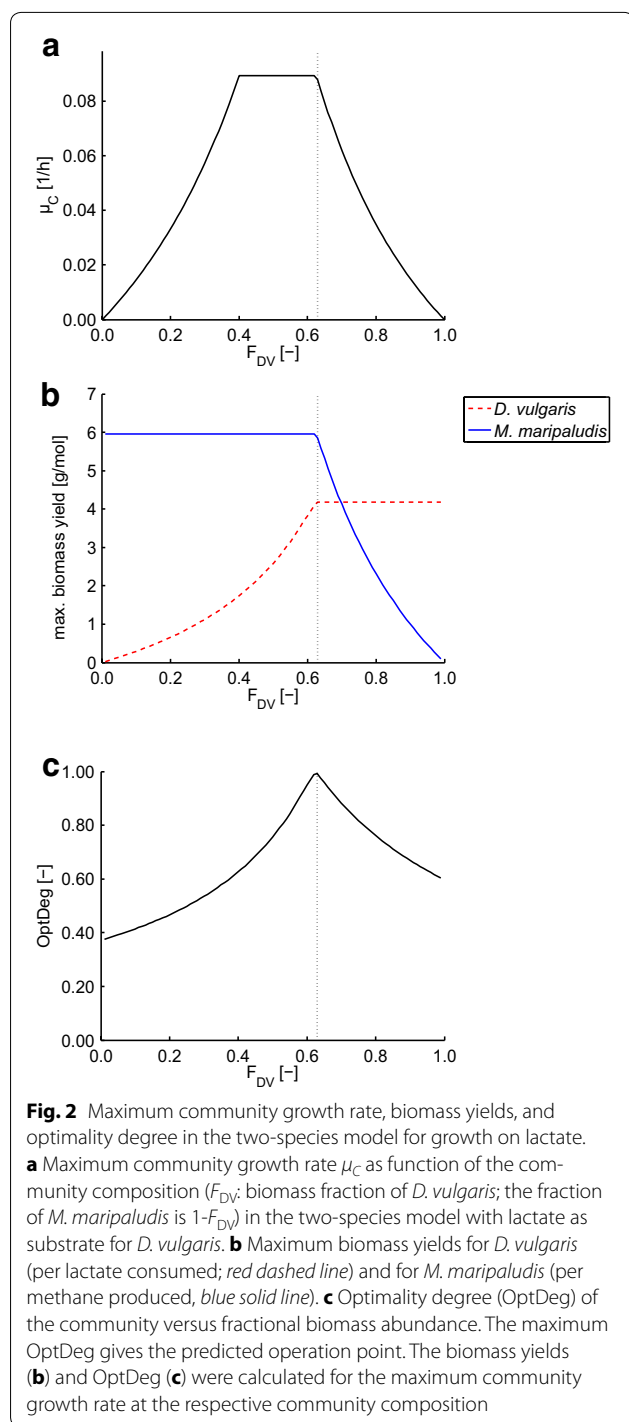 a
0.08
0.06
0.04
0.02
0.00
μC [1/h]
0.0 0.2 0.4 0.6 0.8 1.0
FDV [-]
b
7
6
5
4
3
2
1
0
max. biomass yield [g/mol]
0.0 0.2 0.4 0.6 0.8 1.0
FDV [-]
D. vulgaris
M. maripaludis
c
1.00
0.80
0.60
0.40
0.20
0.00
OptDeg [-]
0.0 0.2 0.4 0.6 0.8 1.0
FDV [-]
Fig. 2 Maximum community growth rate, biomass yields, and
optimality degree in the two-species model for growth on lactate.
a Maximum community growth rate μC as function of the com-
munity composition (FDV: biomass fraction of D. vulgaris; the fraction
of M. maripaludis is 1-FDV) in the two-species model with lactate as
substrate for D. vulgaris. b Maximum biomass yields for D. vulgaris
(per lactate consumed; red dashed line) and for M. maripaludis (per
methane produced, blue solid line). c Optimality degree (OptDeg) of
the community versus fractional biomass abundance. The maximum
OptDeg gives the predicted operation point. The biomass yields
(b) and OptDeg (c) were calculated for the maximum community
growth rate at the respective community composition